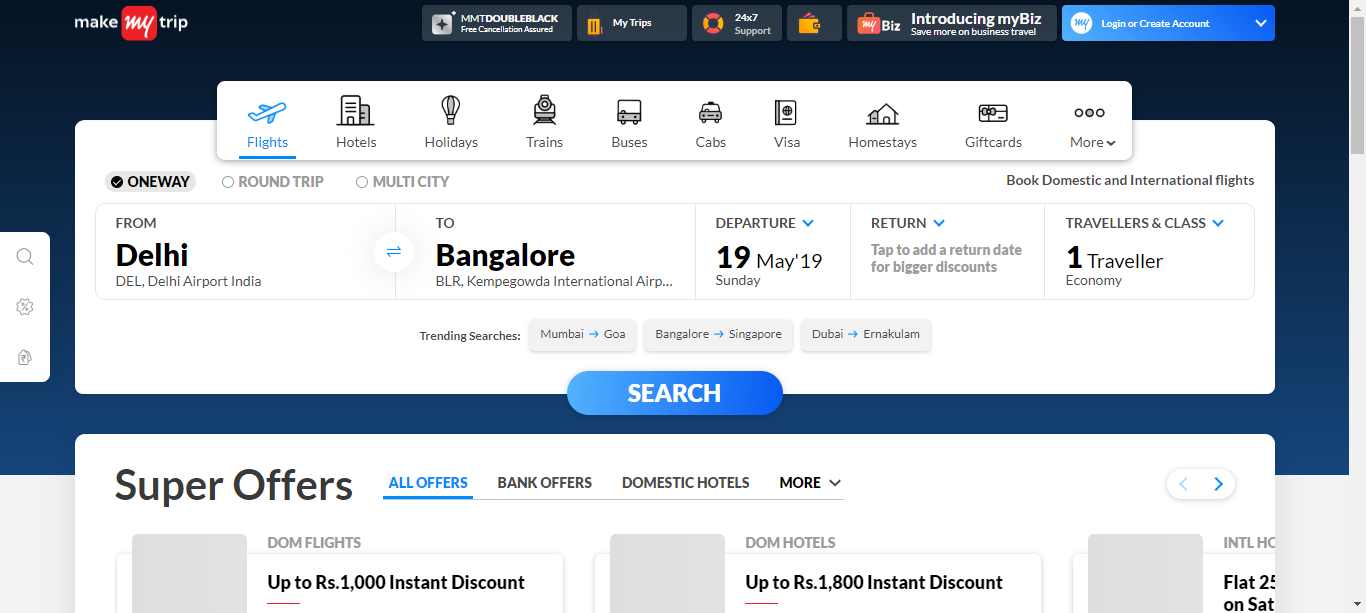 make my trip
MMTDOUBLEBLACK
Free Cancellation Assured
My Trips
24x7
Support
my Biz
Introducing myBiz
Save more on business travel
my
Login or Create Account
Flights
Hotels
Holidays
Trains
Buses
Cabs
Visa
Homestays
Giftcards
More
ONEWAY
ROUND TRIP
MULTI CITY
Book Domestic and International flights
FROM
Delhi
DEL, Delhi Airport India
TO
Bangalore
BLR, Kempegowda International Airp...
DEPARTURE
19 May'19
Sunday
RETURN
Tap to add a return date
for bigger discounts
TRAVELLERS & CLASS
1 Traveller
Economy
Trending Searches:
Mumbai → Goa
Bangalore → Singapore
Dubai → Ernakulam
SEARCH
Super Offers
ALL OFFERS
BANK OFFERS
DOMESTIC HOTELS
MORE
DOM FLIGHTS
Up to Rs.1,000 Instant Discount
DOM HOTELS
Up to Rs.1,800 Instant Discount
INTL HO
Flat 25
on Sat